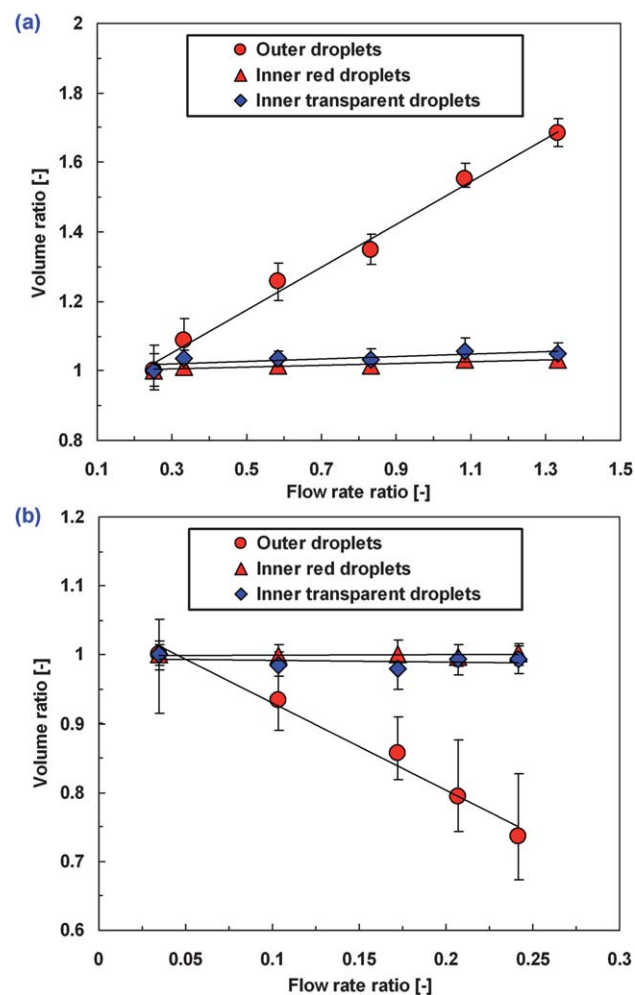 (a)
2
1.8
1.6
1.4
1.2
1
0.8
Volume ratio [-]
Outer droplets
Inner red droplets
Inner transparent droplets
0.1 0.3 0.5 0.7 0.9 1.1 1.3 1.5
Flow rate ratio [-]
(b)
1.2
1.1
1
0.9
0.8
0.7
0.6
Volume ratio [-]
Outer droplets
Inner red droplets
Inner transparent droplets
0 0.05 0.1 0.15 0.2 0.25 0.3
Flow rate ratio [-]